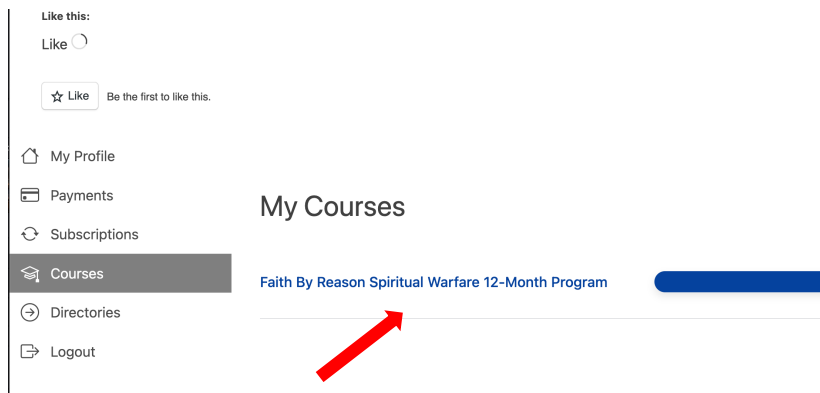 Like this:
Like
Like Be the first to like this.
My Profile
Payments
My Courses
Subscriptions
Courses
Faith By Reason Spiritual Warfare 12-Month Program
Directories
Logout